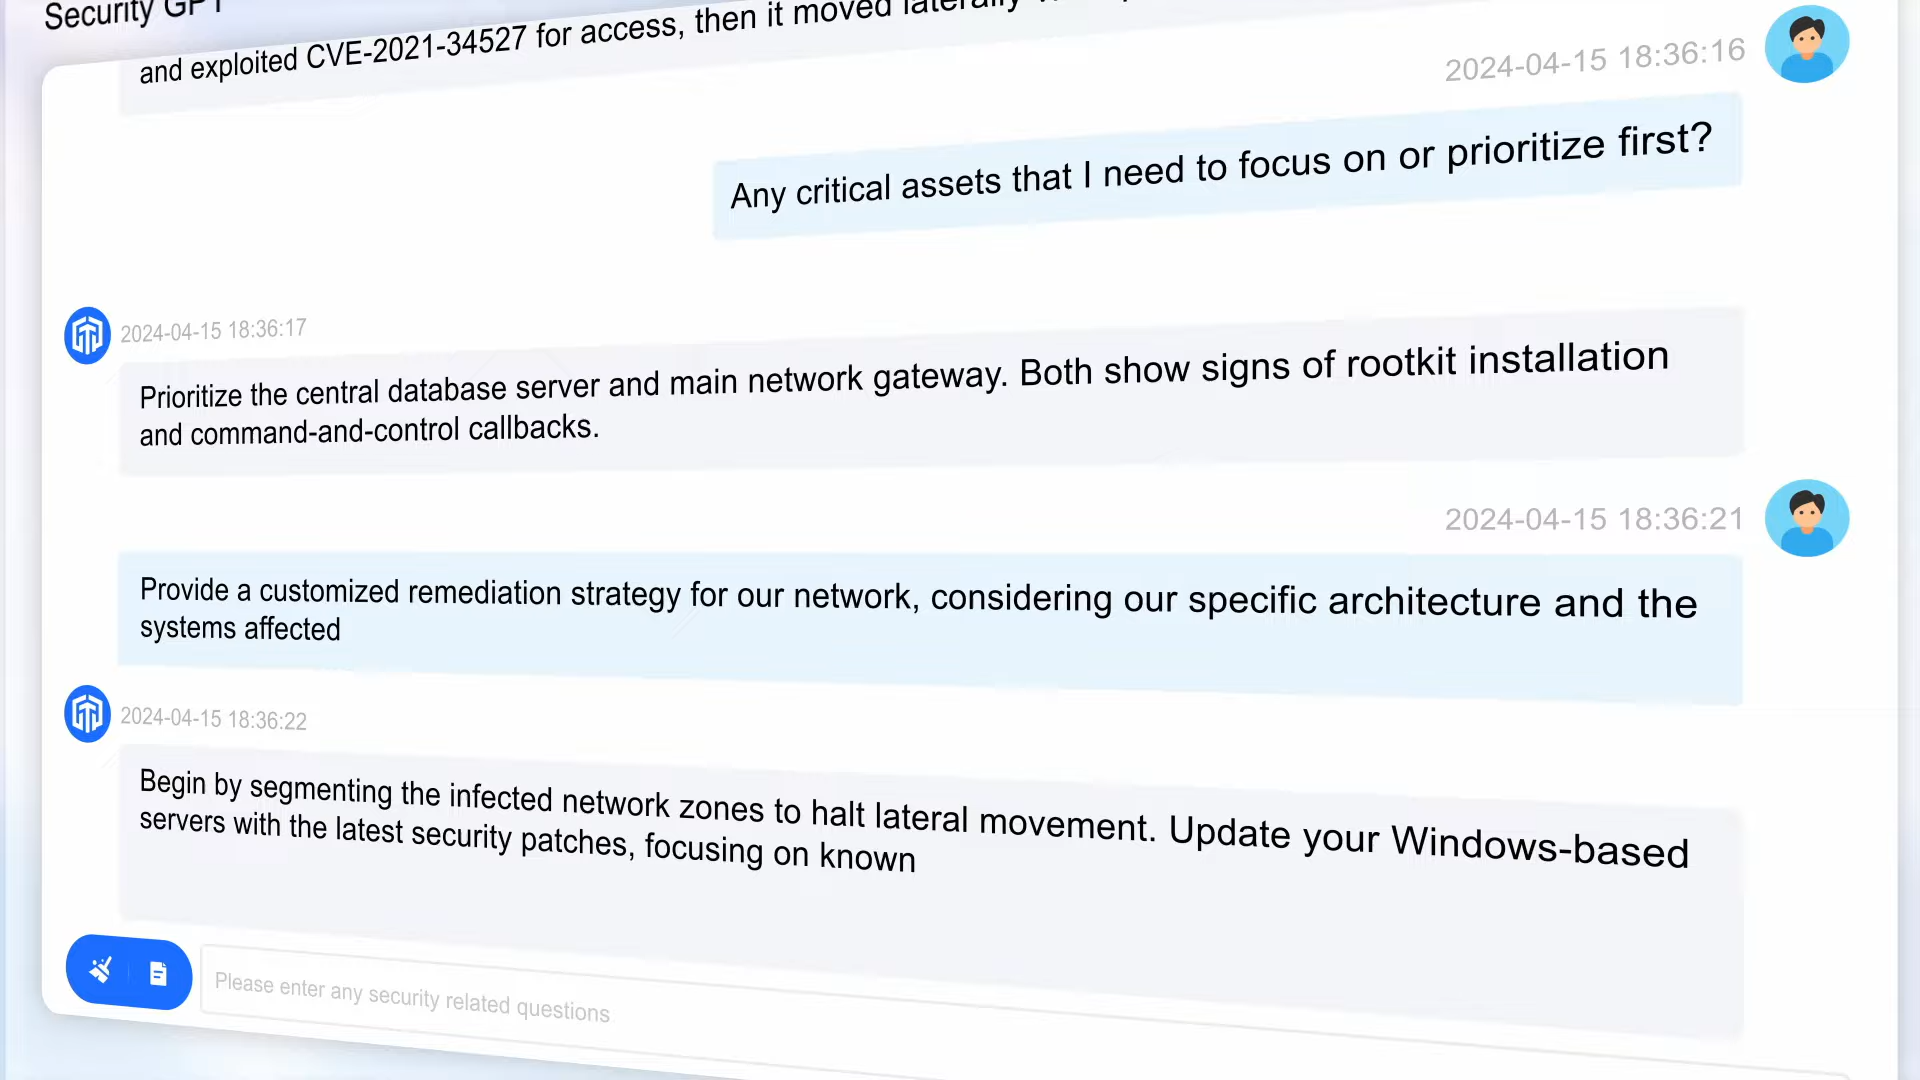 Security GPT
and exploited CVE-2021-34527 for access, then it moved laterally
2024-04-15 18:36:16
Any critical assets that I need to focus on or prioritize first?
2024-04-15 18:36:17
Prioritize the central database server and main network gateway. Both show signs of rootkit installation
and command-and-control callbacks.
2024-04-15 18:36:21
Provide a customized remediation strategy for our network, considering our specific architecture and the
systems affected
2024-04-15 18:36:22
Begin by segmenting the infected network zones to halt lateral movement. Update your Windows-based
servers with the latest security patches, focusing on known
Please enter any security related questions